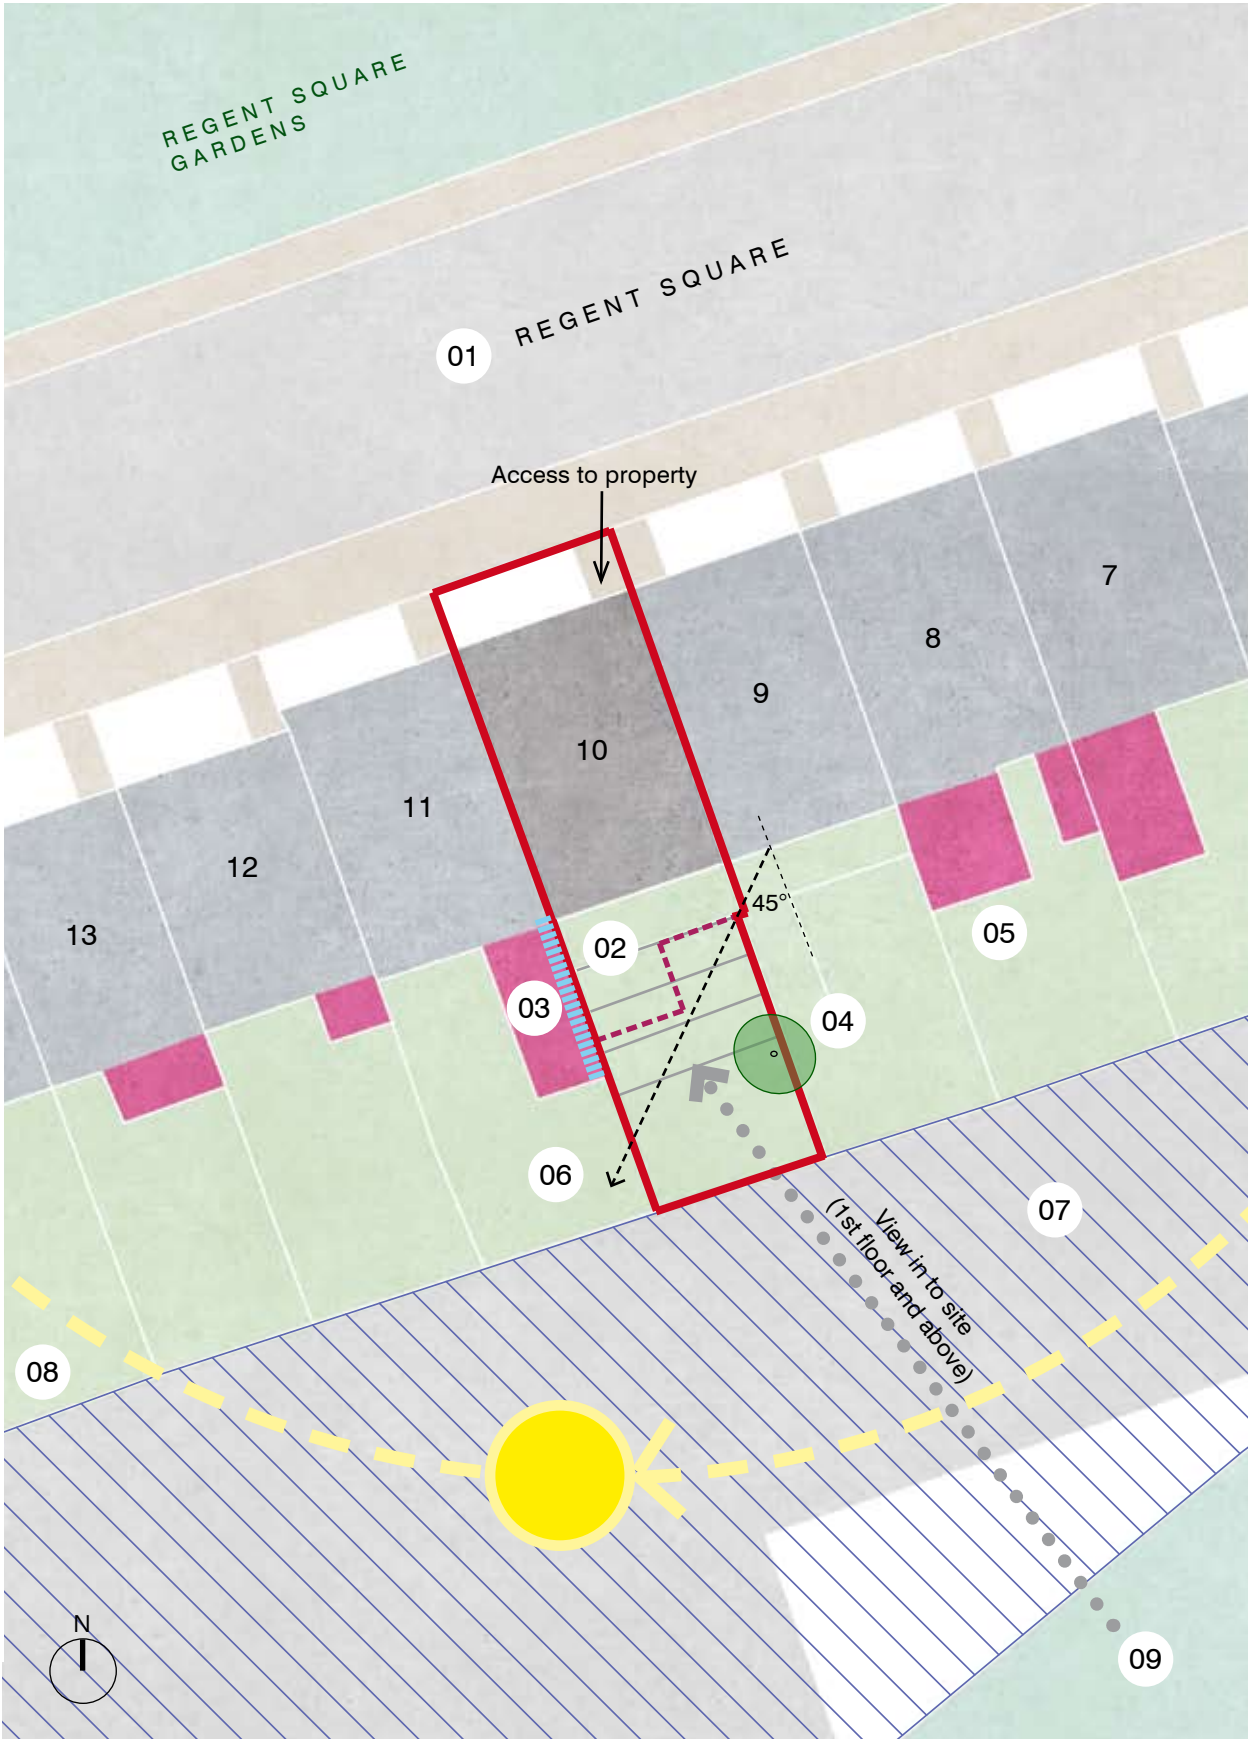 REGENT SQUARE
GARDENS
REGENT SQUARE
01
Access to property
7
8
9
10
11
12
13
45°
02
03
04
05
06
07
View in to site
(1st floor and above)
08
09
N